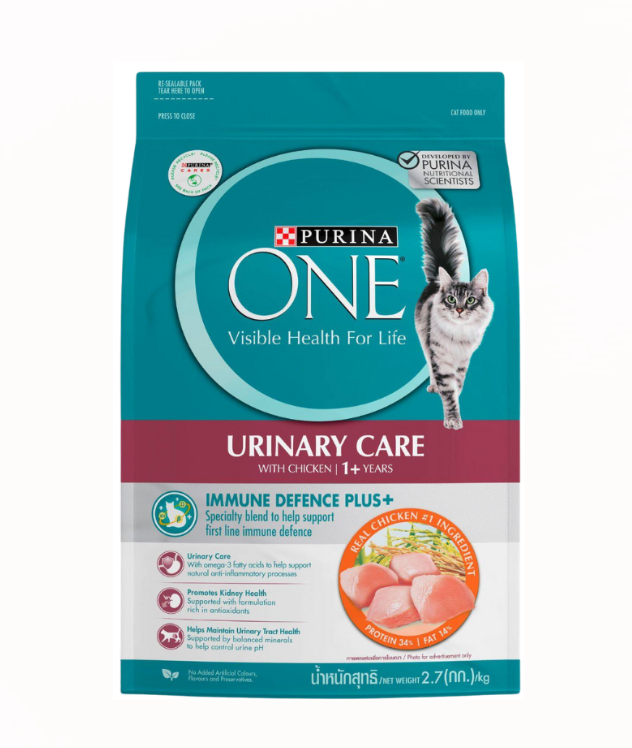 RE-SEALABLE PACK
TEAR HERE TO OPEN
PRESS TO CLOSE
CAT FOOD ONLY
PURINA
CARES
DEVELOPED BY
PURINA
NUTRITIONAL
SCIENTISTS
PURINA
ONE®
Visible Health For Life
URINARY CARE
WITH CHICKEN | 1+ YEARS
IMMUNE DEFENCE PLUS+
Specialty blend to help support
first line immune defence
REAL CHICKEN #1 INGREDIENT
PROTEIN 34% | FAT 14%
Urinary Care
With omega-3 fatty acids to help support
natural anti-inflammatory processes
Promotes Kidney Health
Supported with formulation
rich in antioxidants
Helps Maintain Urinary Tract Health
Supported by balanced minerals
to help control urine pH
/ Photo for advertisement only
No Added Artificial Colours,
Flavours and Preservatives
น้ำหนักสุทธิ/NET WEIGHT 2.7(กก.)/kg